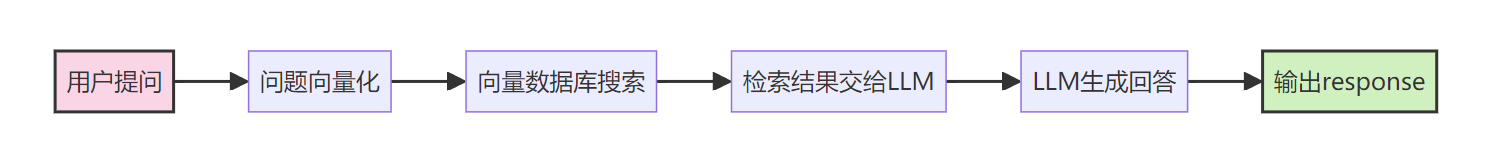 用户提问
问题向量化
向量数据库搜索
检索结果交给LLM
LLM生成回答
输出response